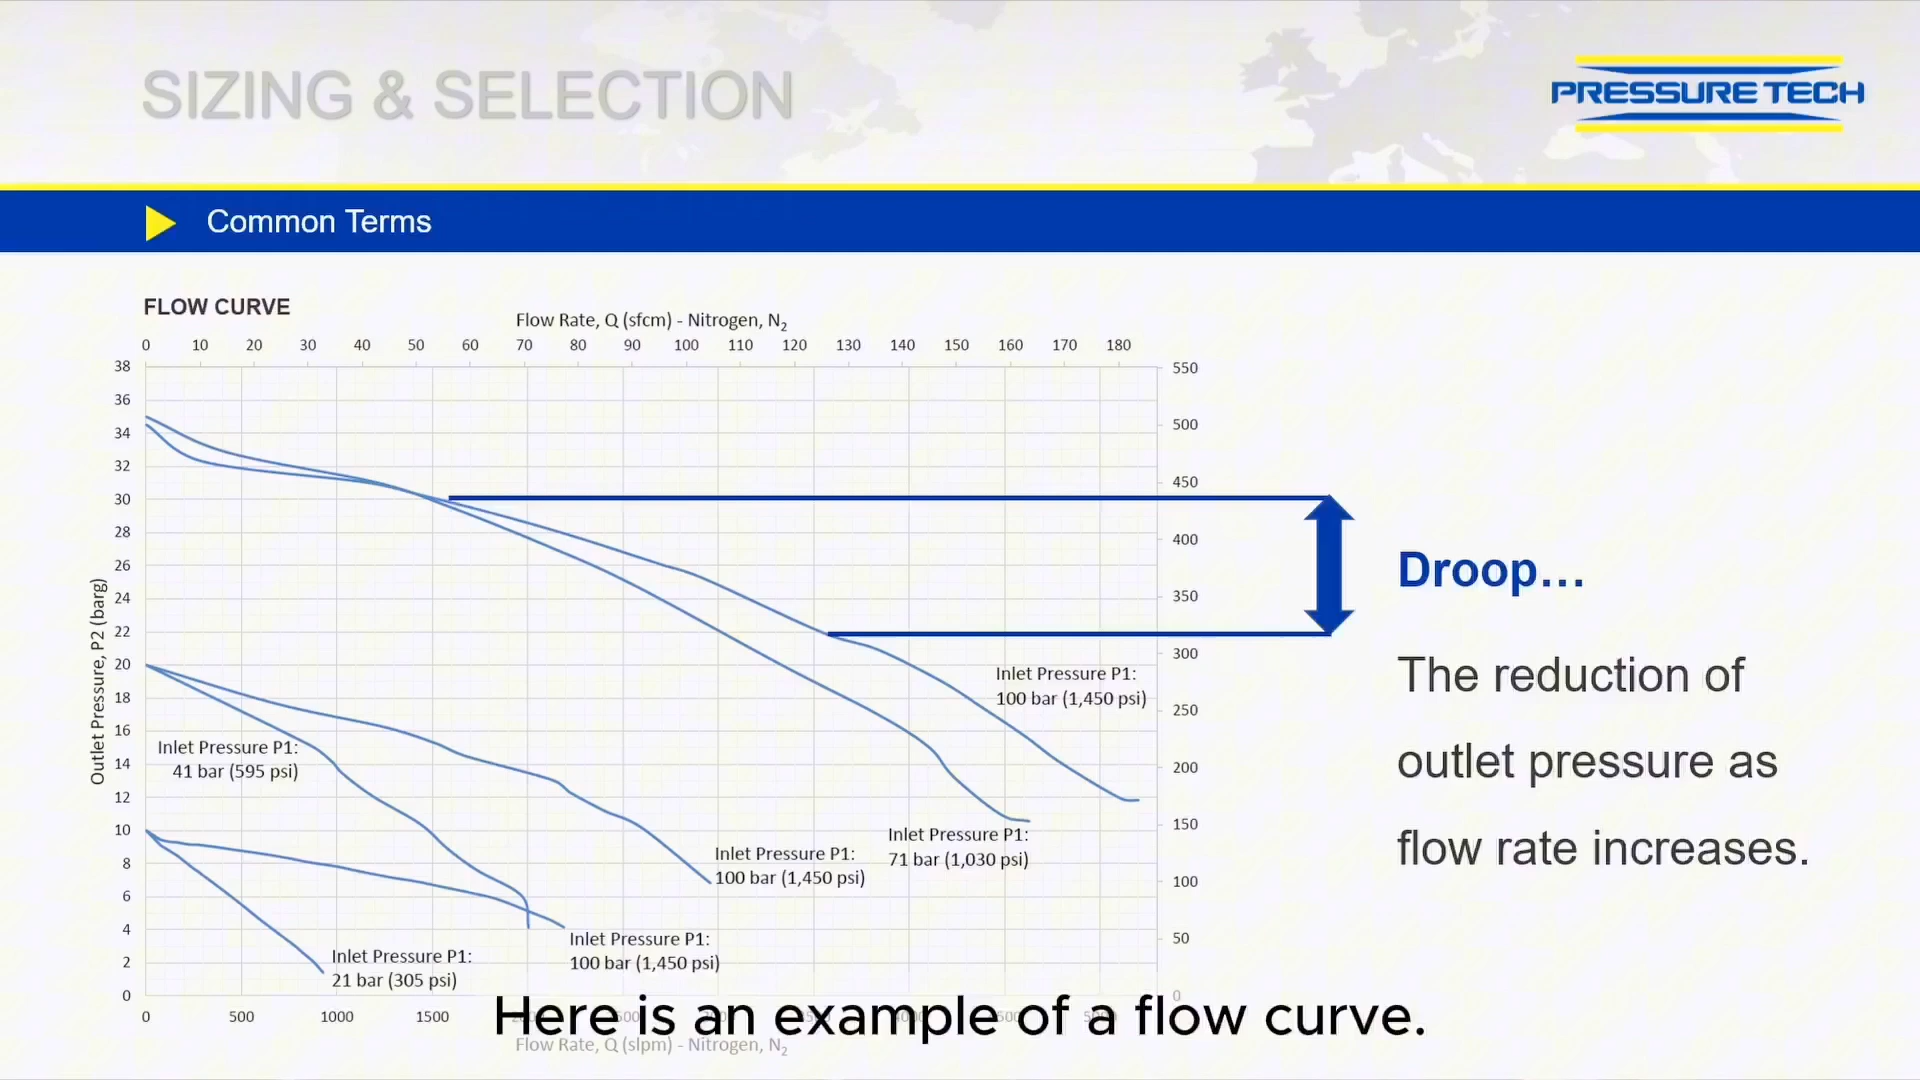 SIZING & SELECTION
PRESSURE TECH
Common Terms
FLOW CURVE
Flow Rate, Q (sfcm) - Nitrogen, N2
0 10 20 30 40 50 60 70 80 90 100 110 120 130 140 150 160 170 180
38
36
34
32
30
28
26
24
22
20
18
16
14
12
10
8
6
4
2
0
Outlet Pressure, P2 (barg)
550
500
450
400
350
300
250
200
150
100
50
0
Inlet Pressure P1:
100 bar (1,450 psi)
Inlet Pressure P1:
41 bar (595 psi)
Inlet Pressure P1:
71 bar (1,030 psi)
Inlet Pressure P1:
100 bar (1,450 psi)
Inlet Pressure P1:
100 bar (1,450 psi)
Inlet Pressure P1:
21 bar (305 psi)
0 500 1000 1500
Flow Rate, Q (slpm) - Nitrogen, N2
Droop...
The reduction of
outlet pressure as
flow rate increases.
Here is an example of a flow curve.